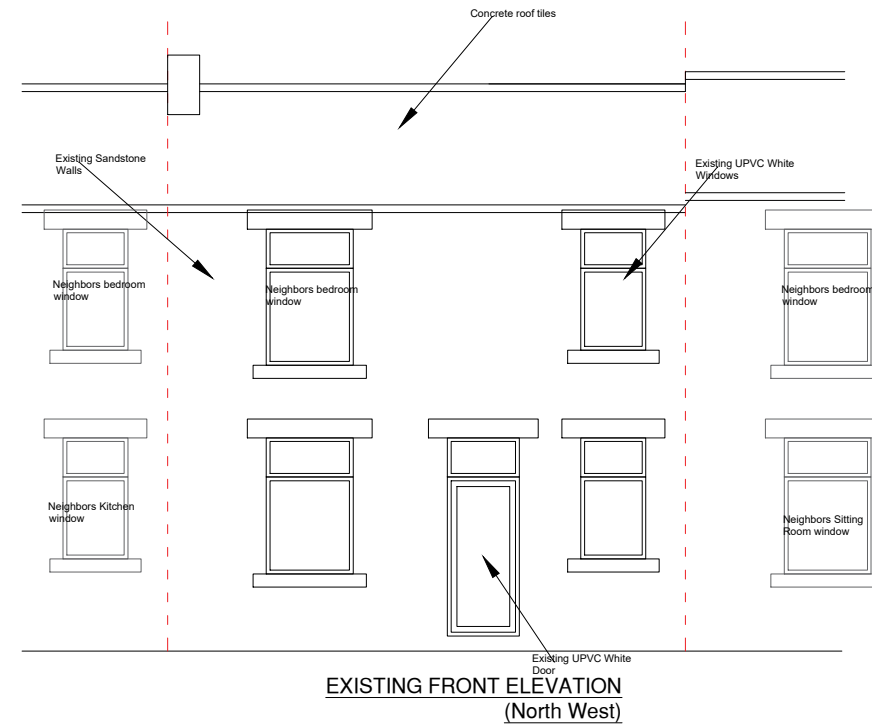 Concrete roof tiles
Existing Sandstone
Walls
Existing UPVC White
Windows
Neighbors bedroom
window
Neighbors bedroom
window
Neighbors bedroom
window
Neighbors Kitchen
window
Neighbors Sitting
Room window
Existing UPVC White
Door
EXISTING FRONT ELEVATION
(North West)